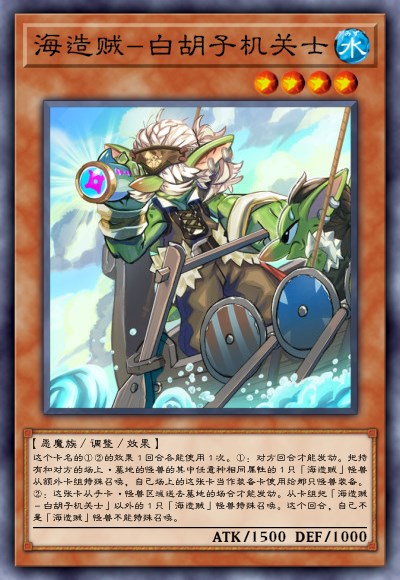 海造贼-白胡子机关士
水
【恶魔族/调整/效果】
这个卡名的①②的效果1回合各能使用1次。①：对方回合才能发动。把持
有和对方的场上·墓地的怪兽的其中任意种相同属性的1只「海造贼」怪兽
从额外卡组特殊召唤，自己场上的这张卡当作装备卡使用给那只怪兽装备。
②：这张卡从手卡·怪兽区域送去墓地的场合才能发动。从卡组把「海造贼
-白胡子机关士」以外的1只「海造贼」怪兽特殊召唤。这个回合，自己不
是「海造贼」怪兽不能特殊召唤。
ATK/1500 DEF/1000